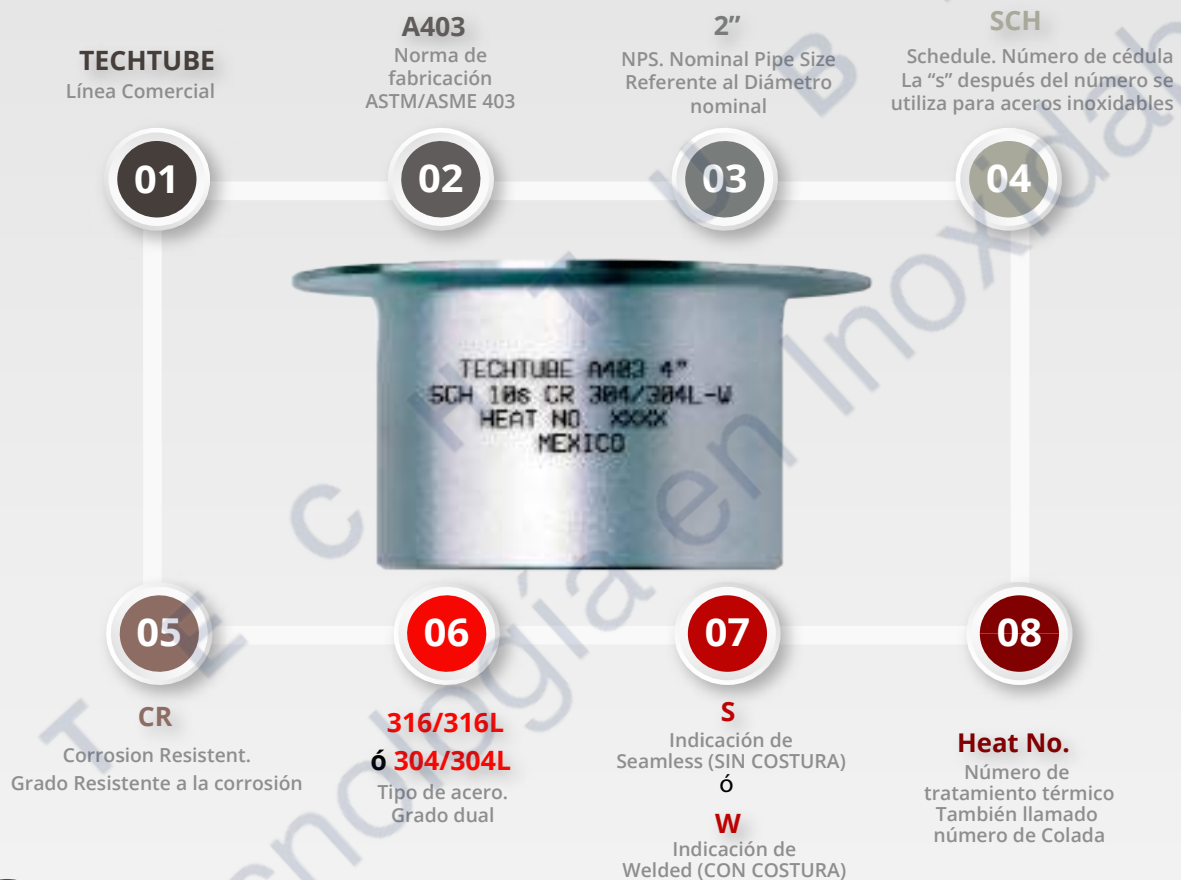 TECHTUBE
Línea Comercial
A403
Norma de
fabricación
ASTM/ASME 403
2”
NPS. Nominal Pipe Size
Referente al Diámetro
nominal
SCH
Schedule. Número de cédula
La “s” después del número se
utiliza para aceros inoxidables
01
02
03
04
TECHTUBE A403 4"
SCH 10s CR 304/304L-W
HEAT NO. XXXX
MEXICO
05
06
07
08
CR
Corrosion Resistent.
Grado Resistente a la corrosión
316/316L
ó 304/304L
Tipo de acero.
Grado dual
S
Indicación de
Seamless (SIN COSTURA)
ó
W
Indicación de
Welded (CON COSTURA)
Heat No.
Número de
tratamiento térmico
También llamado
número de Colada
T E C H T U B